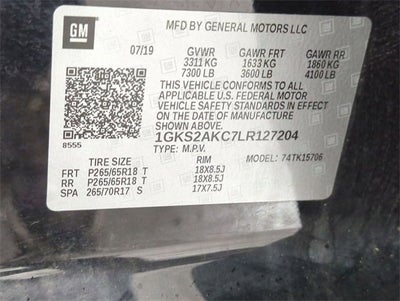 GM
MFD BY GENERAL MOTORS LLC
07/19 GVWR GAWR FRT GAWR RR
3311 KG 1633 KG 1860 KG
7300 LB 3600 LB 4100 LB
THIS VEHICLE CONFORMS TO ALL
APPLICABLE U.S. FEDERAL MOTOR
VEHICLE SAFETY AND BUMPER
STANDARDS IN EFFECT ON THE DATE
OF MANUFACTURE SHOWN ABOVE.
8555 1GKS2AKC7LR127204
TYPE: M.P.V. MODEL: 74TK15706
TIRE SIZE RIM
FRT P265/65R18 T 18X8.5J
RR P265/65R18 T 18X8.5J
SPA 265/70R17 S 17X7.5J